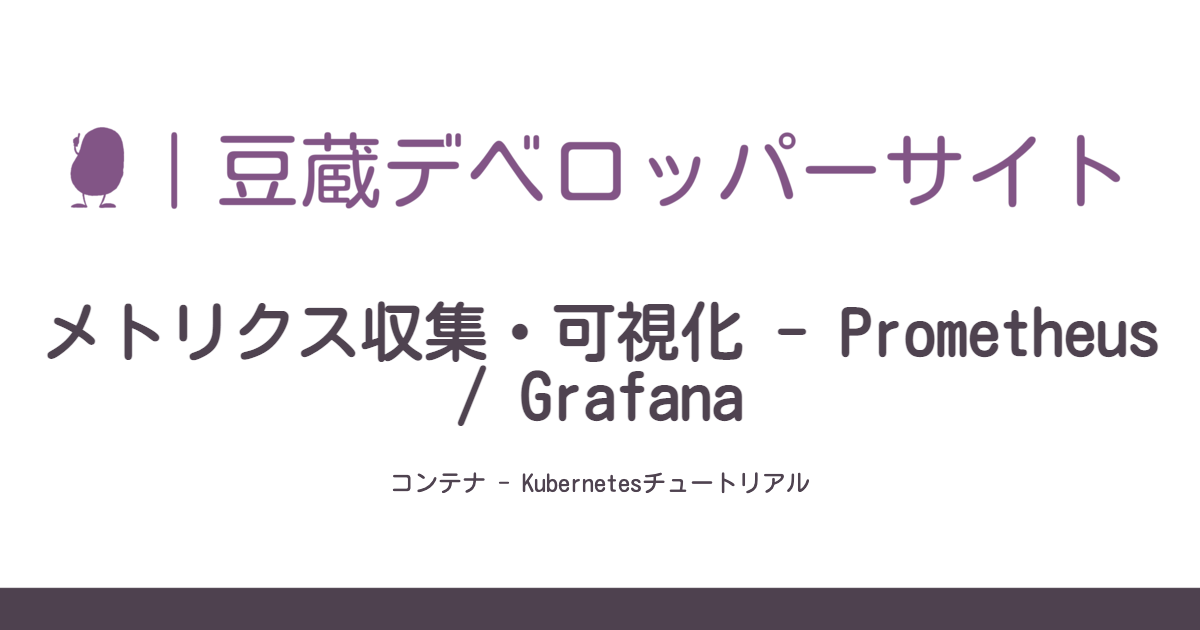 |豆蔵デベロッパーサイト
メトリクス収集・可視化 - Prometheus
/ Grafana
コンテナ - Kubernetesチュートリアル